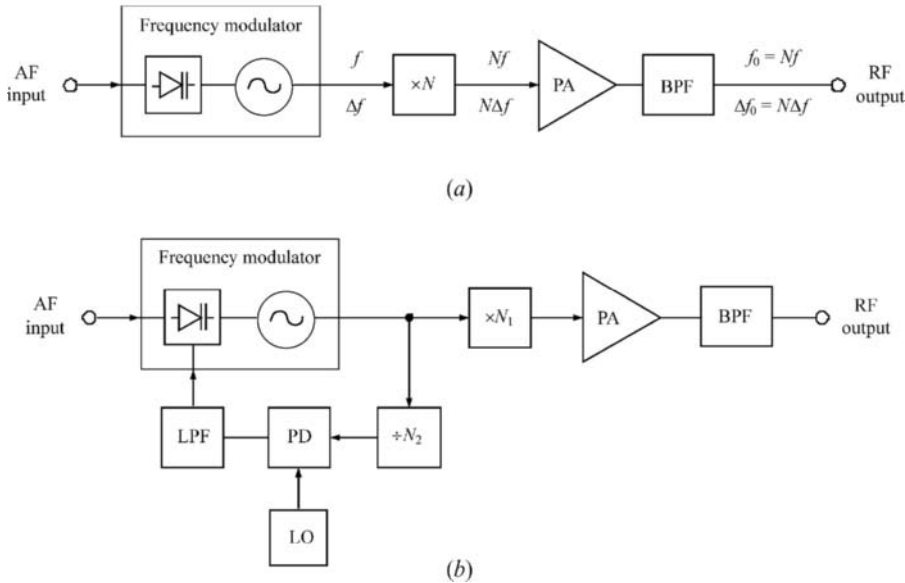 Frequency modulator
AF
input
f
Δf
×N
Nf
NΔf
PA
BPF
f₀ = Nf
Δf₀ = NΔf
RF
output
(a)
Frequency modulator
AF
input
×N₁
PA
BPF
RF
output
LPF
PD
÷N₂
LO
(b)